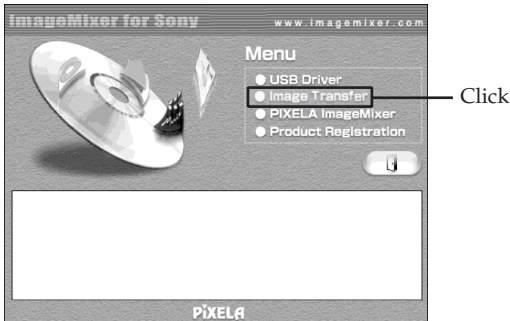 ImageMixer for Sony
www.imagemixer.com
Menu
USB Driver
Image Transfer
Click
PIXELA ImageMixer
Product Registration
PIXELA